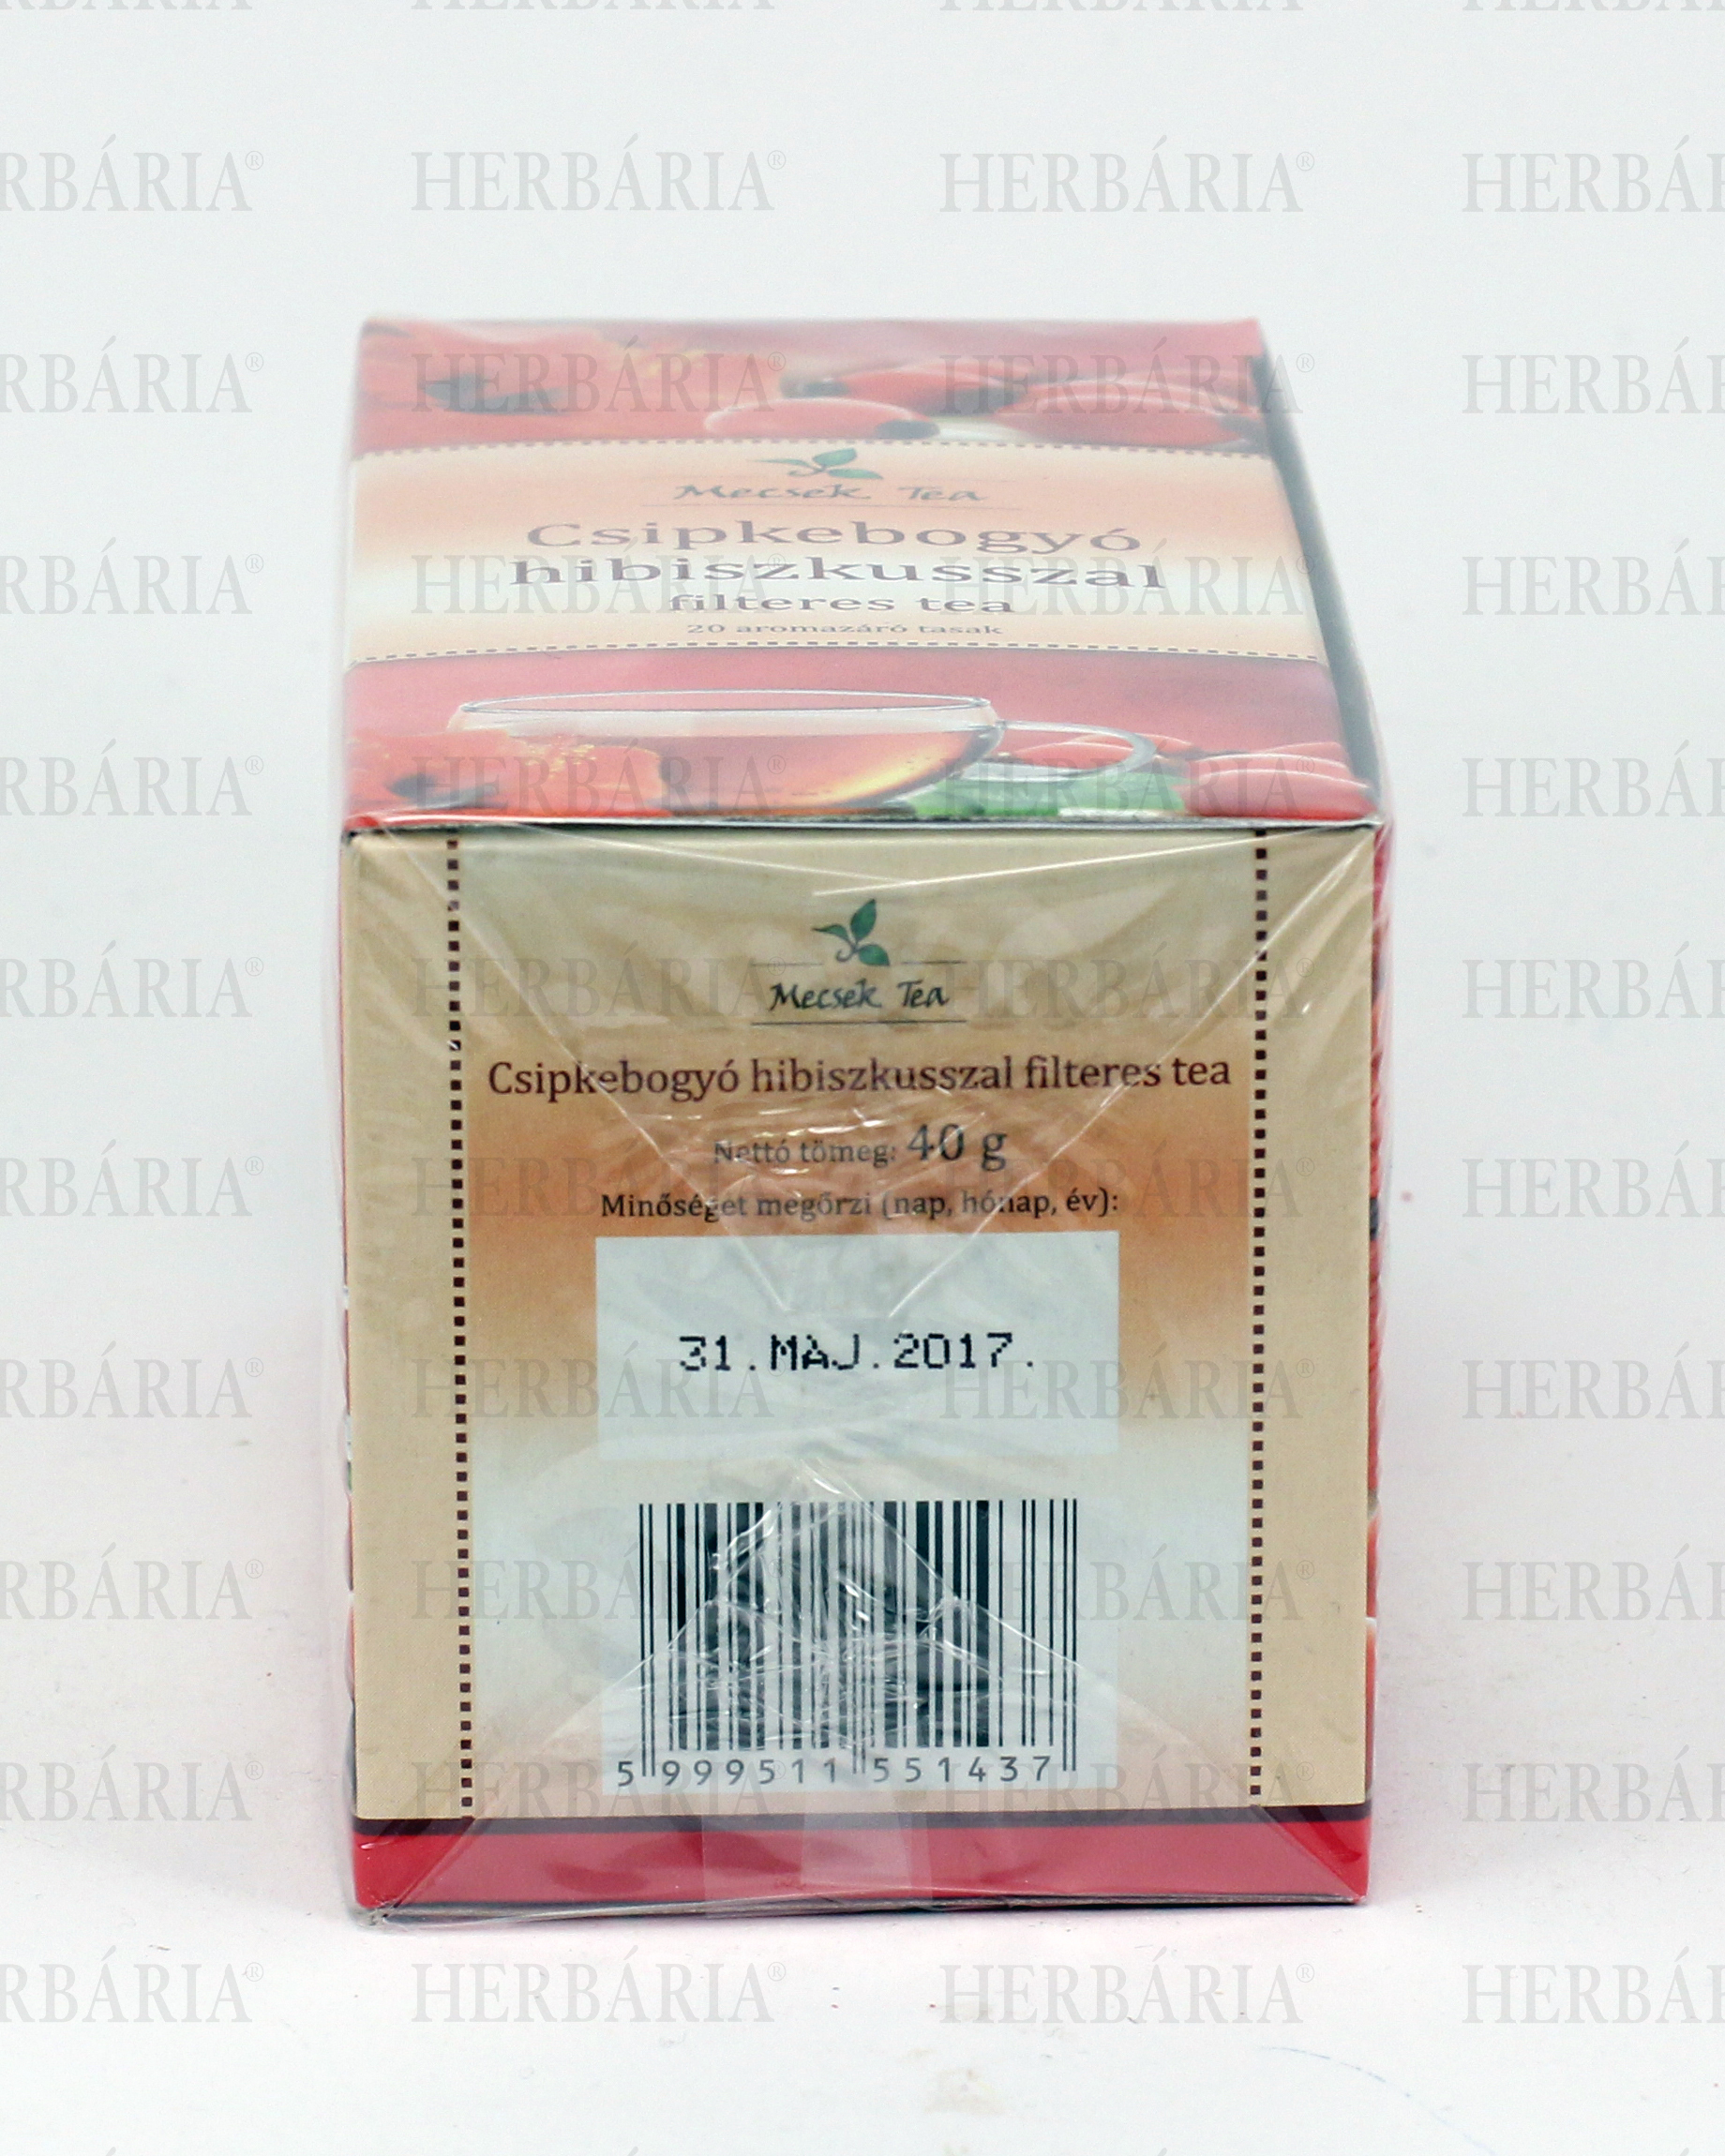 Mecsek Tea
Csipkebogyó
hibiszkusszal
filteres tea
20 aromazáró tasak
Mecsek Tea
Csipkebogyó hibiszkusszal filteres tea
Nettó tömeg: 40 g
Minőséget megőrzi (nap, hónap, év):
31.MAJ.2017.
5 999511 551437
HERBÁRIA®